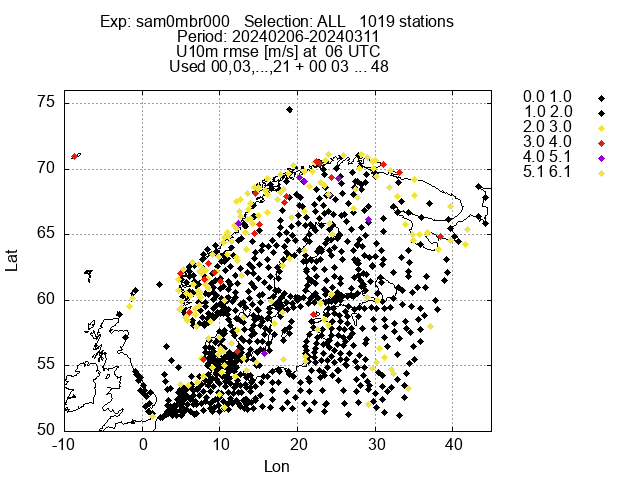 Exp: sam0mbr000   Selection: ALL   1019 stations
Period: 20240206-20240311
U10m rmse [m/s] at  06 UTC
Used 00,03,...,21 + 00 03 ... 48
0.0 1.0
1.0 2.0
2.0 3.0
3.0 4.0
4.0 5.1
5.1 6.1
75
70
65
60
55
50
Lat
-10 0 10 20 30 40
Lon